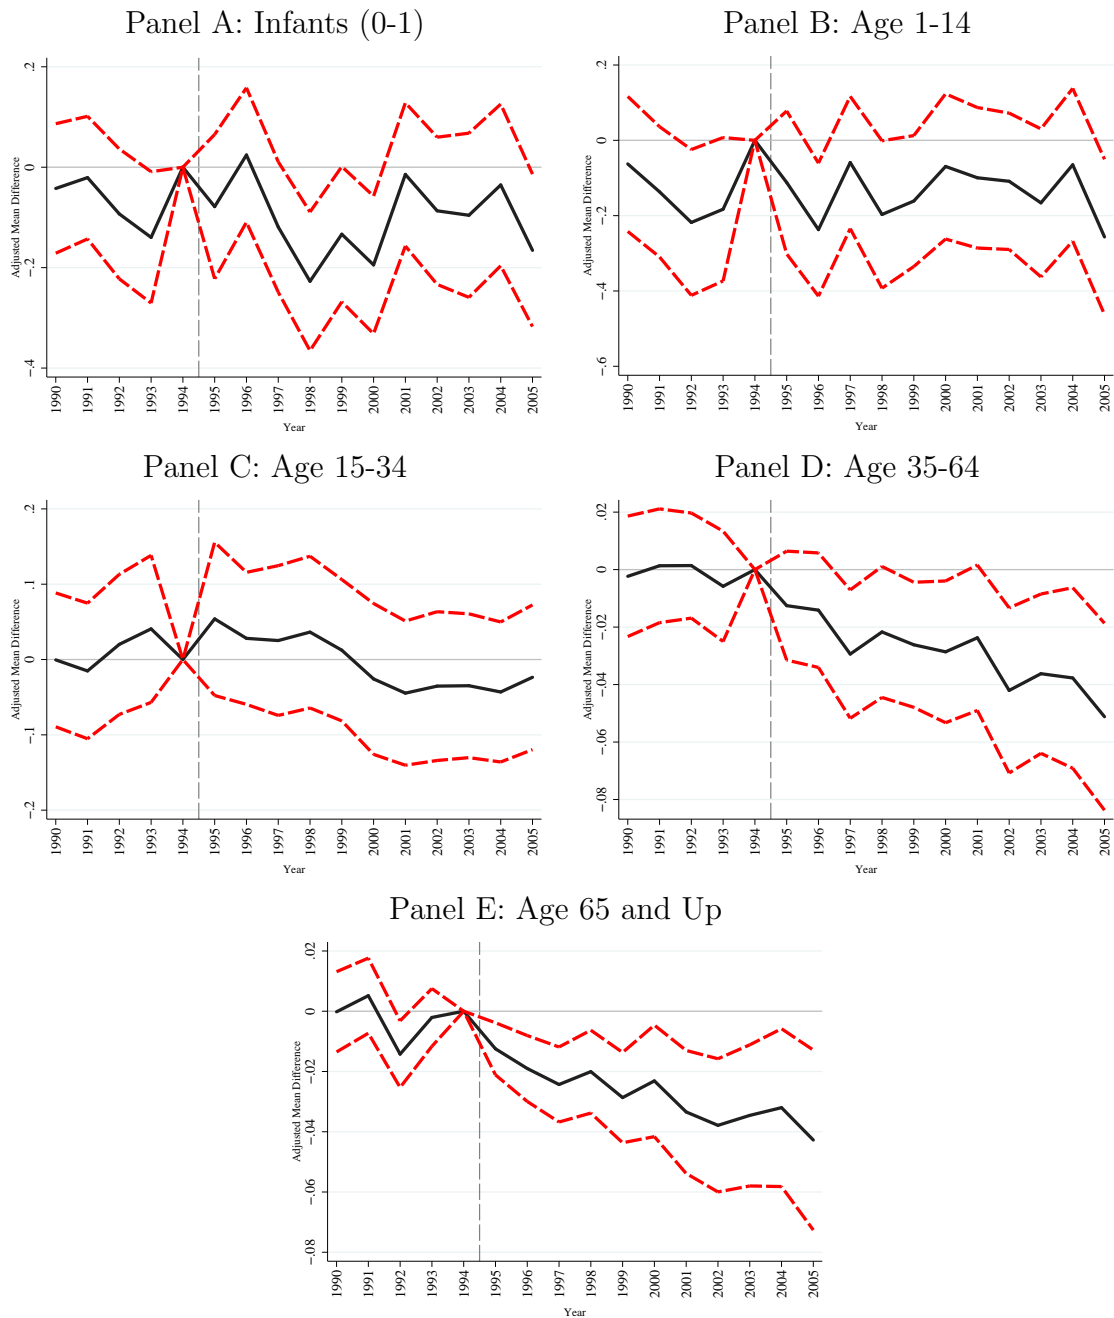 Panel A: Infants (0-1)
Adjusted Mean Difference
.2
0
-.2
-.4
1990 1991 1992 1993 1994 1995 1996 1997 1998 1999 2000 2001 2002 2003 2004 2005
Year
Panel B: Age 1-14
Adjusted Mean Difference
.2
0
-.2
-.4
-.6
1990 1991 1992 1993 1994 1995 1996 1997 1998 1999 2000 2001 2002 2003 2004 2005
Year
Panel C: Age 15-34
Adjusted Mean Difference
.2
.1
0
-.1
-.2
1990 1991 1992 1993 1994 1995 1996 1997 1998 1999 2000 2001 2002 2003 2004 2005
Year
Panel D: Age 35-64
Adjusted Mean Difference
.02
0
-.02
-.04
-.06
-.08
1990 1991 1992 1993 1994 1995 1996 1997 1998 1999 2000 2001 2002 2003 2004 2005
Year
Panel E: Age 65 and Up
Adjusted Mean Difference
.02
0
-.02
-.04
-.06
-.08
1990 1991 1992 1993 1994 1995 1996 1997 1998 1999 2000 2001 2002 2003 2004 2005
Year